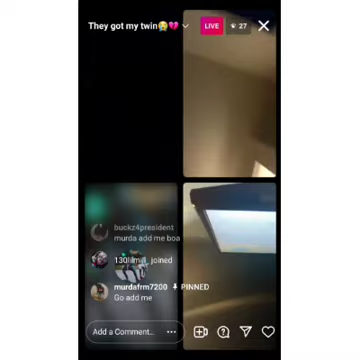 They got my twin😭💔
LIVE
27
buckz4president
murda add me boa
joined
murdafrm7200 PINNED
Go add me
Add a Comment...